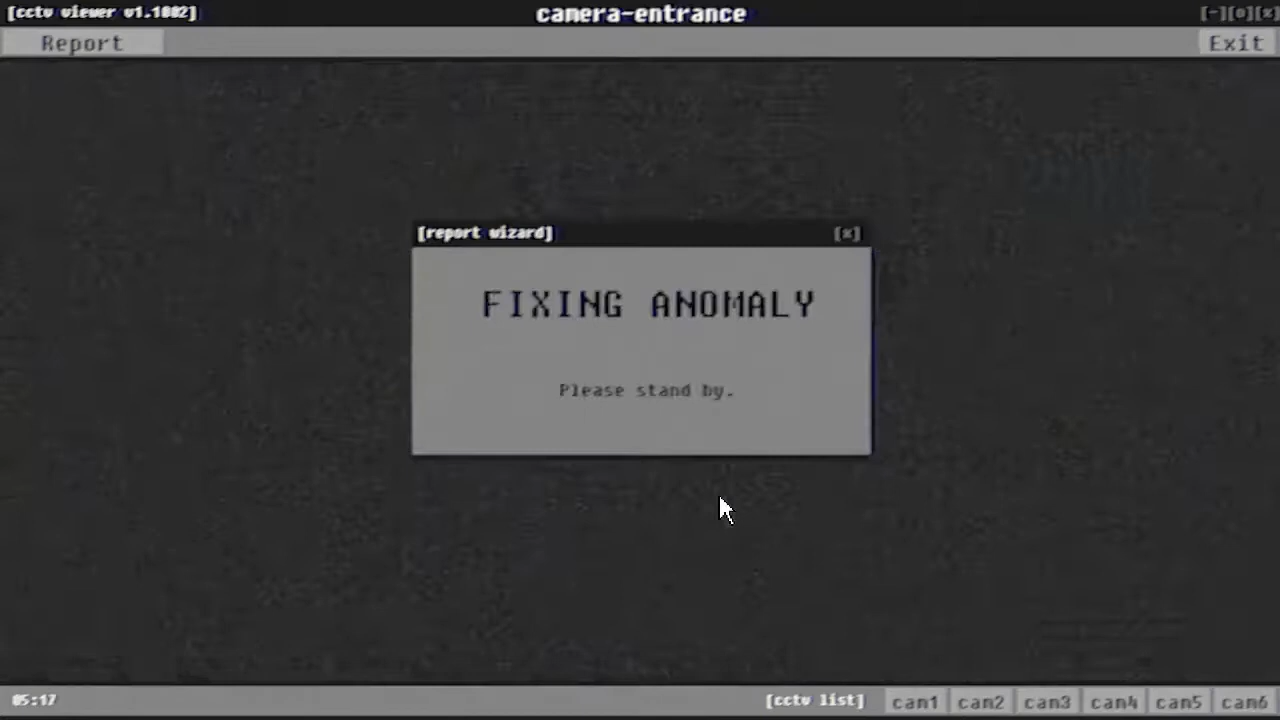 [cctv viewer v1.1002] camera-entrance [-][o][x]
Report Exit
[report wizard] [x]
FIXING ANOMALY
Please stand by.
05:17 [cctv list] cam1 cam2 cam3 cam4 cam5 cam6